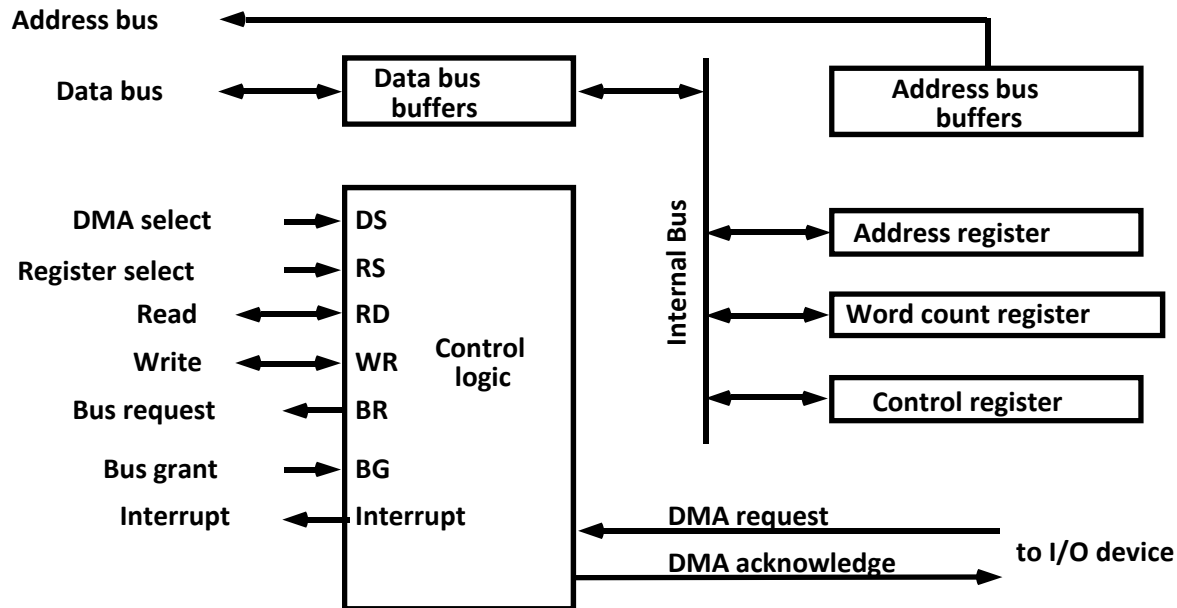 Address bus
Data bus
Data bus
buffers
Address bus
buffers
DMA select
DS
Register select
RS
Read
RD
Write
WR
Bus request
BR
Bus grant
BG
Interrupt
Interrupt
Control
logic
Internal Bus
Address register
Word count register
Control register
DMA request
DMA acknowledge
to I/O device